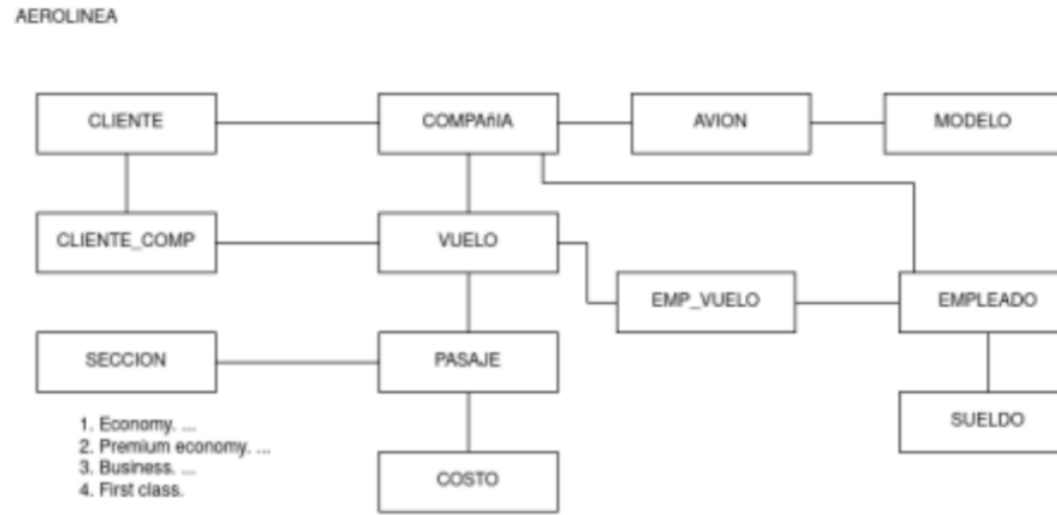 AEROLINEA
CLIENTE
COMPAñIA
AVION
MODELO
CLIENTE_COMP
VUELO
EMP_VUELO
EMPLEADO
SECCION
PASAJE
SUELDO
1. Economy. ...
2. Premium economy. ...
3. Business. ...
4. First class.
COSTO